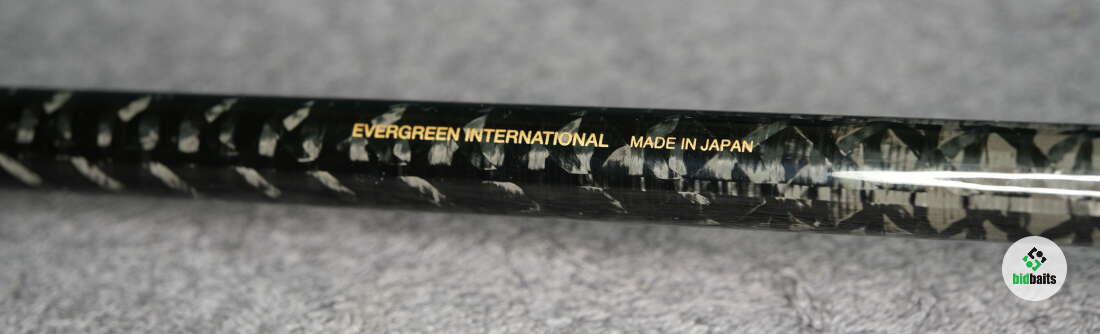 EVERGREEN INTERNATIONAL MADE IN JAPAN
bidbaits